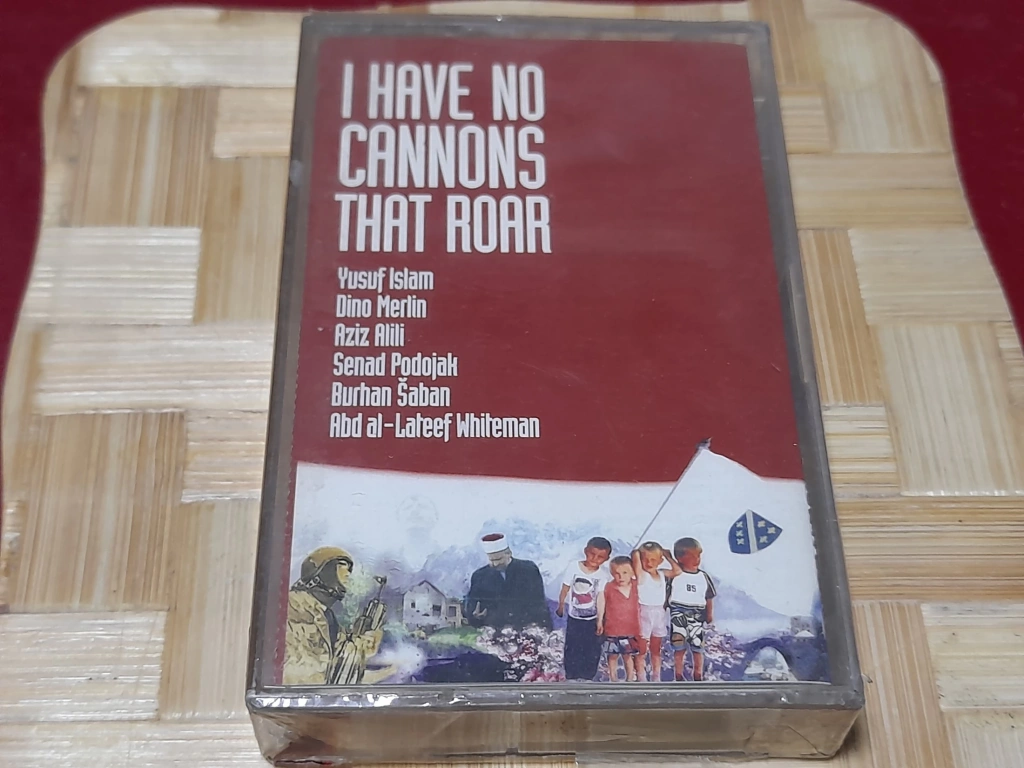 I HAVE NO
CANNONS
THAT ROAR
Yusuf Islam
Dino Merlin
Aziz Alili
Senad Podojak
Burhan Šaban
Abd al-Lateef Whiteman
85